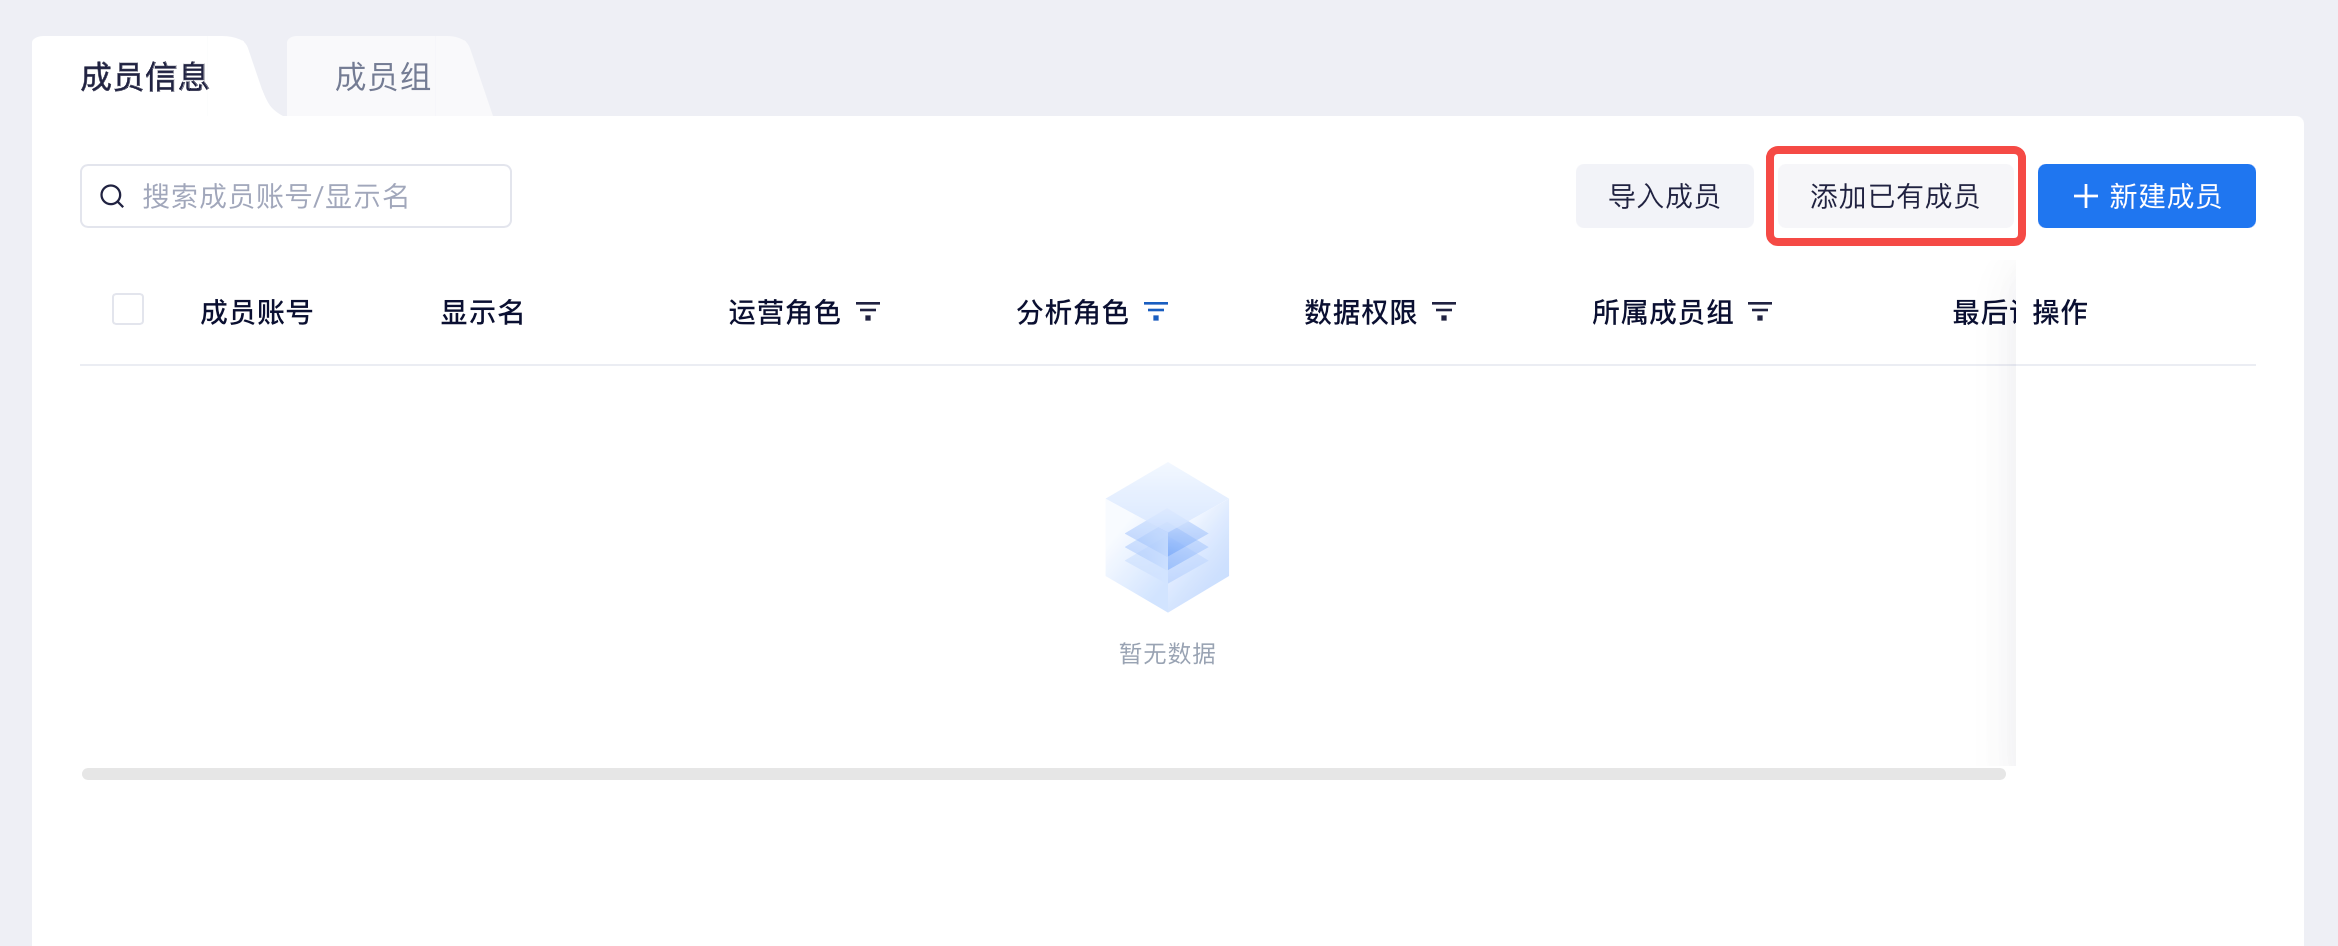 成员信息 成员组
搜索成员账号/显示名 导入成员 添加已有成员 新建成员
成员账号 显示名 运营角色 分析角色 数据权限 所属成员组 最后 操作
暂无数据